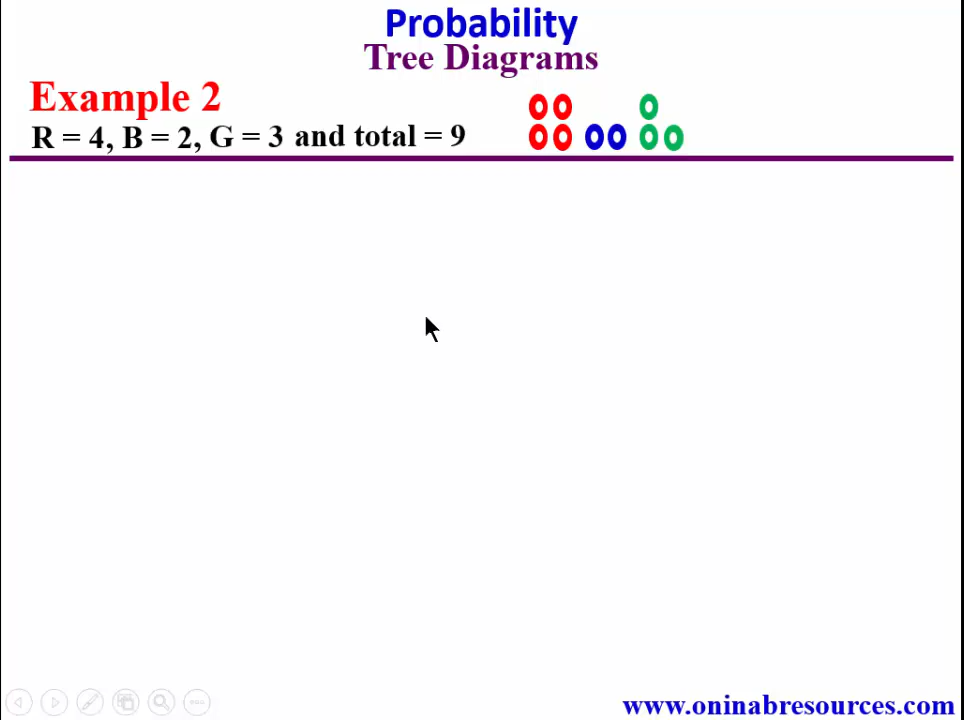 Probability
Tree Diagrams
Example 2
R = 4, B = 2, G = 3 and total = 9
www.oninabresources.com